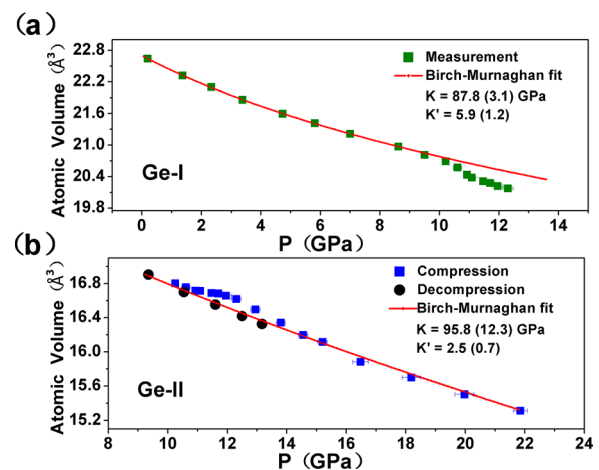 (a)
22.8
22.2
21.6
21.0
20.4
19.8
Atomic Volume (Å³)
Measurement
Birch-Murnaghan fit
K = 87.8 (3.1) GPa
K' = 5.9 (1.2)
Ge-I
0 2 4 6 8 10 12 14
P (GPa)
(b)
16.8
16.4
16.0
15.6
15.2
Atomic Volume (Å³)
Compression
Decompression
Birch-Murnaghan fit
K = 95.8 (12.3) GPa
K' = 2.5 (0.7)
Ge-II
8 10 12 14 16 18 20 22 24
P (GPa)